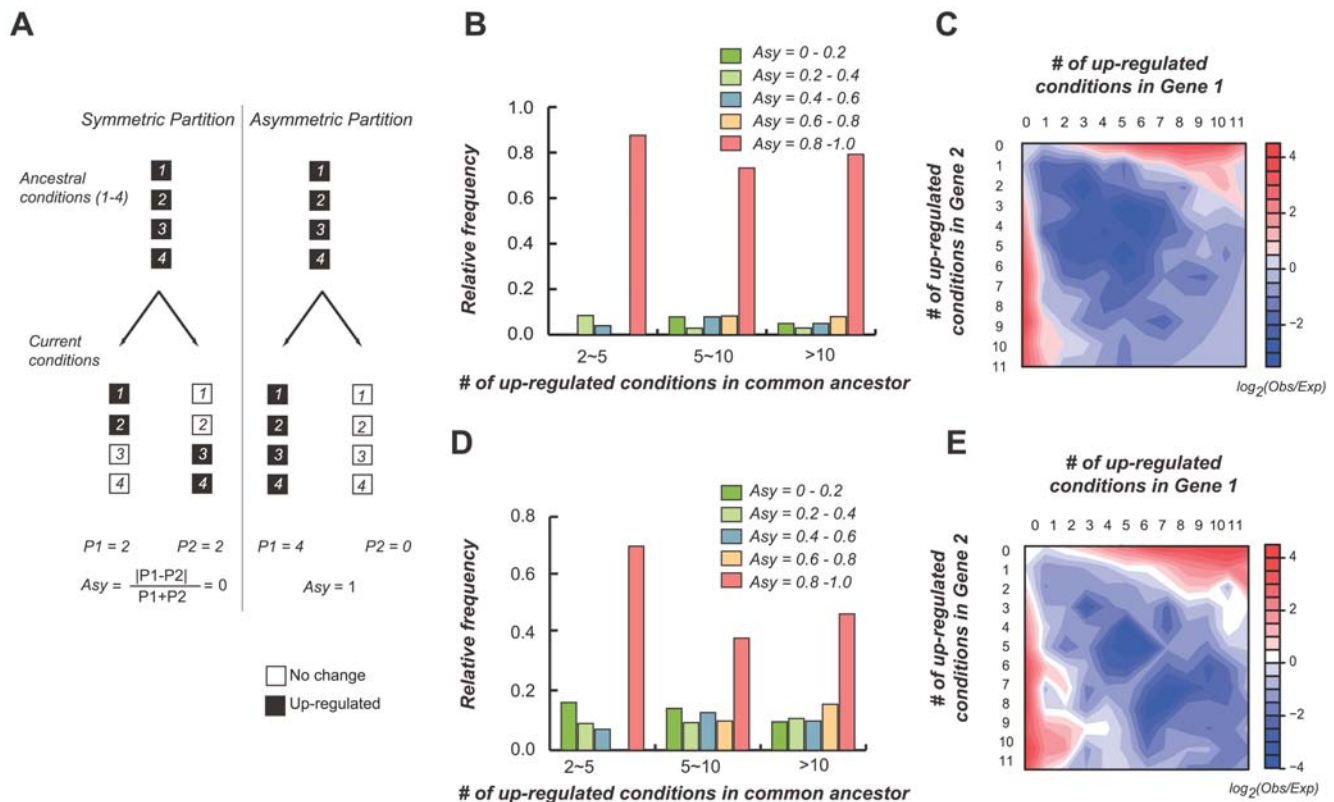 A
Symmetric Partition
Asymmetric Partition
Ancestral
conditions (1-4)
1
2
3
4
1
2
3
4
Current
conditions
1
2
3
4
1
2
3
4
1
2
3
4
1
2
3
4
P1 = 2
P2 = 2
P1 = 4
P2 = 0
Asy = |P1-P2| / P1+P2 = 0
Asy = 1
No change
Up-regulated
B
Asy = 0 - 0.2
Asy = 0.2 - 0.4
Asy = 0.4 - 0.6
Asy = 0.6 - 0.8
Asy = 0.8 -1.0
Relative frequency
1.0
0.8
0.6
0.4
0.2
0.0
2~5
5~10
>10
# of up-regulated conditions in common ancestor
C
# of up-regulated
conditions in Gene 1
0 1 2 3 4 5 6 7 8 9 10 11
# of up-regulated
conditions in Gene 2
0
1
2
3
4
5
6
7
8
9
10
11
4
2
0
−2
log2(Obs/Exp)
D
Asy = 0 - 0.2
Asy = 0.2 - 0.4
Asy = 0.4 - 0.6
Asy = 0.6 - 0.8
Asy = 0.8 -1.0
Relative frequency
0.8
0.6
0.4
0.2
0.0
2~5
5~10
>10
# of up-regulated conditions in common ancestor
E
# of up-regulated
conditions in Gene 1
0 1 2 3 4 5 6 7 8 9 10 11
# of up-regulated
conditions in Gene 2
0
1
2
3
4
5
6
7
8
9
10
11
4
2
0
−2
−4
log2(Obs/Exp)